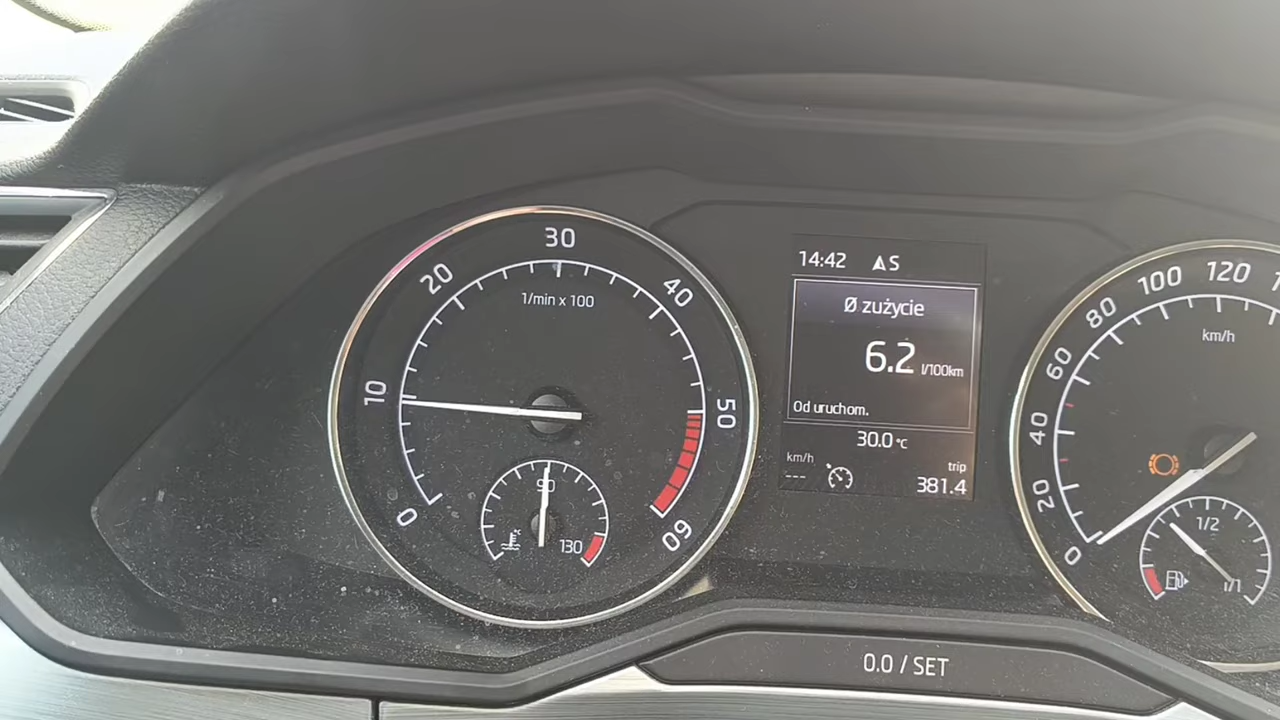 0
10
20
30
40
50
60
1/min x 100
90
130
14:42 S
Ø zużycie
6.2 l/100km
Od uruchom.
30.0 °C
km/h
---
trip
381.4
0
20
40
60
80
100
120
km/h
1/2
1/1
0.0 / SET